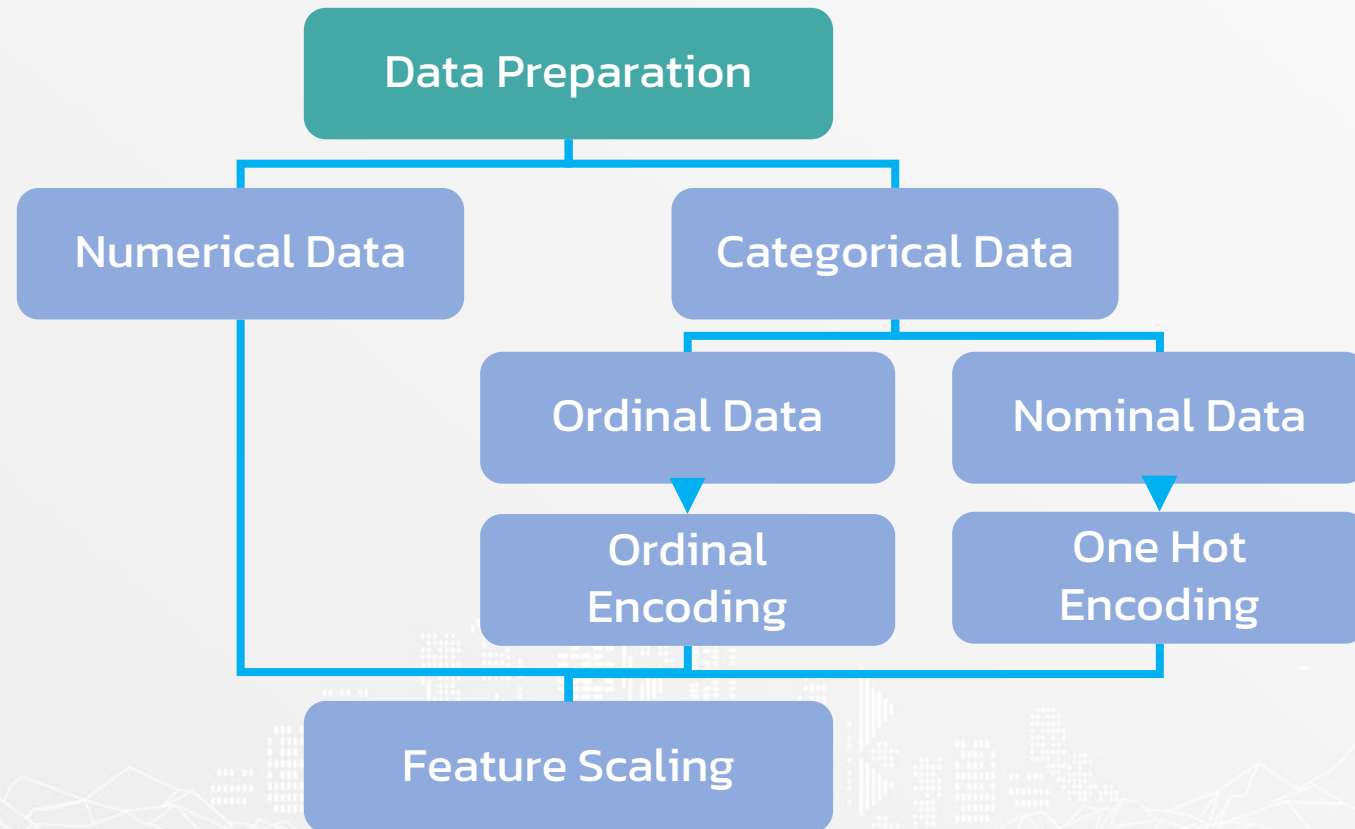 Data Preparation
Numerical Data
Categorical Data
Ordinal Data
Nominal Data
Ordinal
Encoding
One Hot
Encoding
Feature Scaling